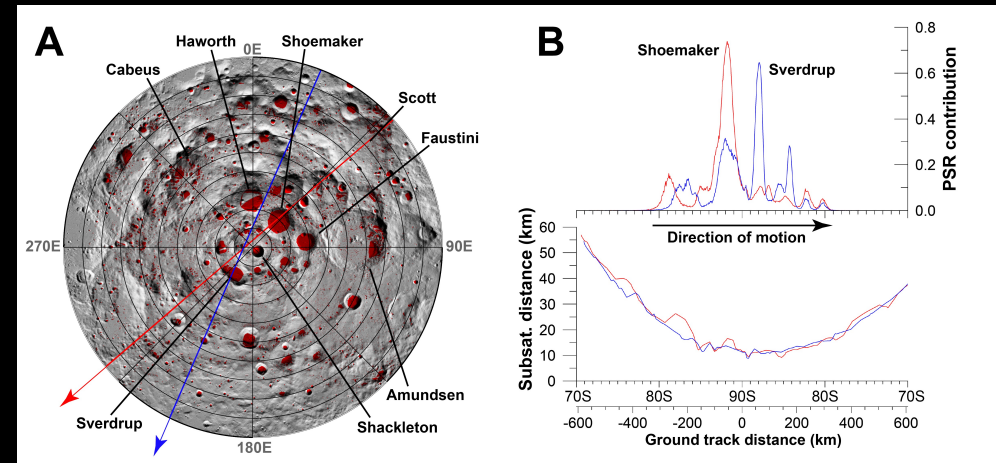 A
Haworth
Shoemaker
0E
Cabeus
Scott
Faustini
270E
90E
Amundsen
Sverdrup
Shackleton
180E
B
Shoemaker
Sverdrup
0.8
0.6
0.4
0.2
0.0
PSR contribution
Direction of motion
Subsat. distance (km)
60
50
40
30
20
10
0
70S 80S 90S 80S 70S
-600 -400 -200 0 200 400 600
Ground track distance (km)